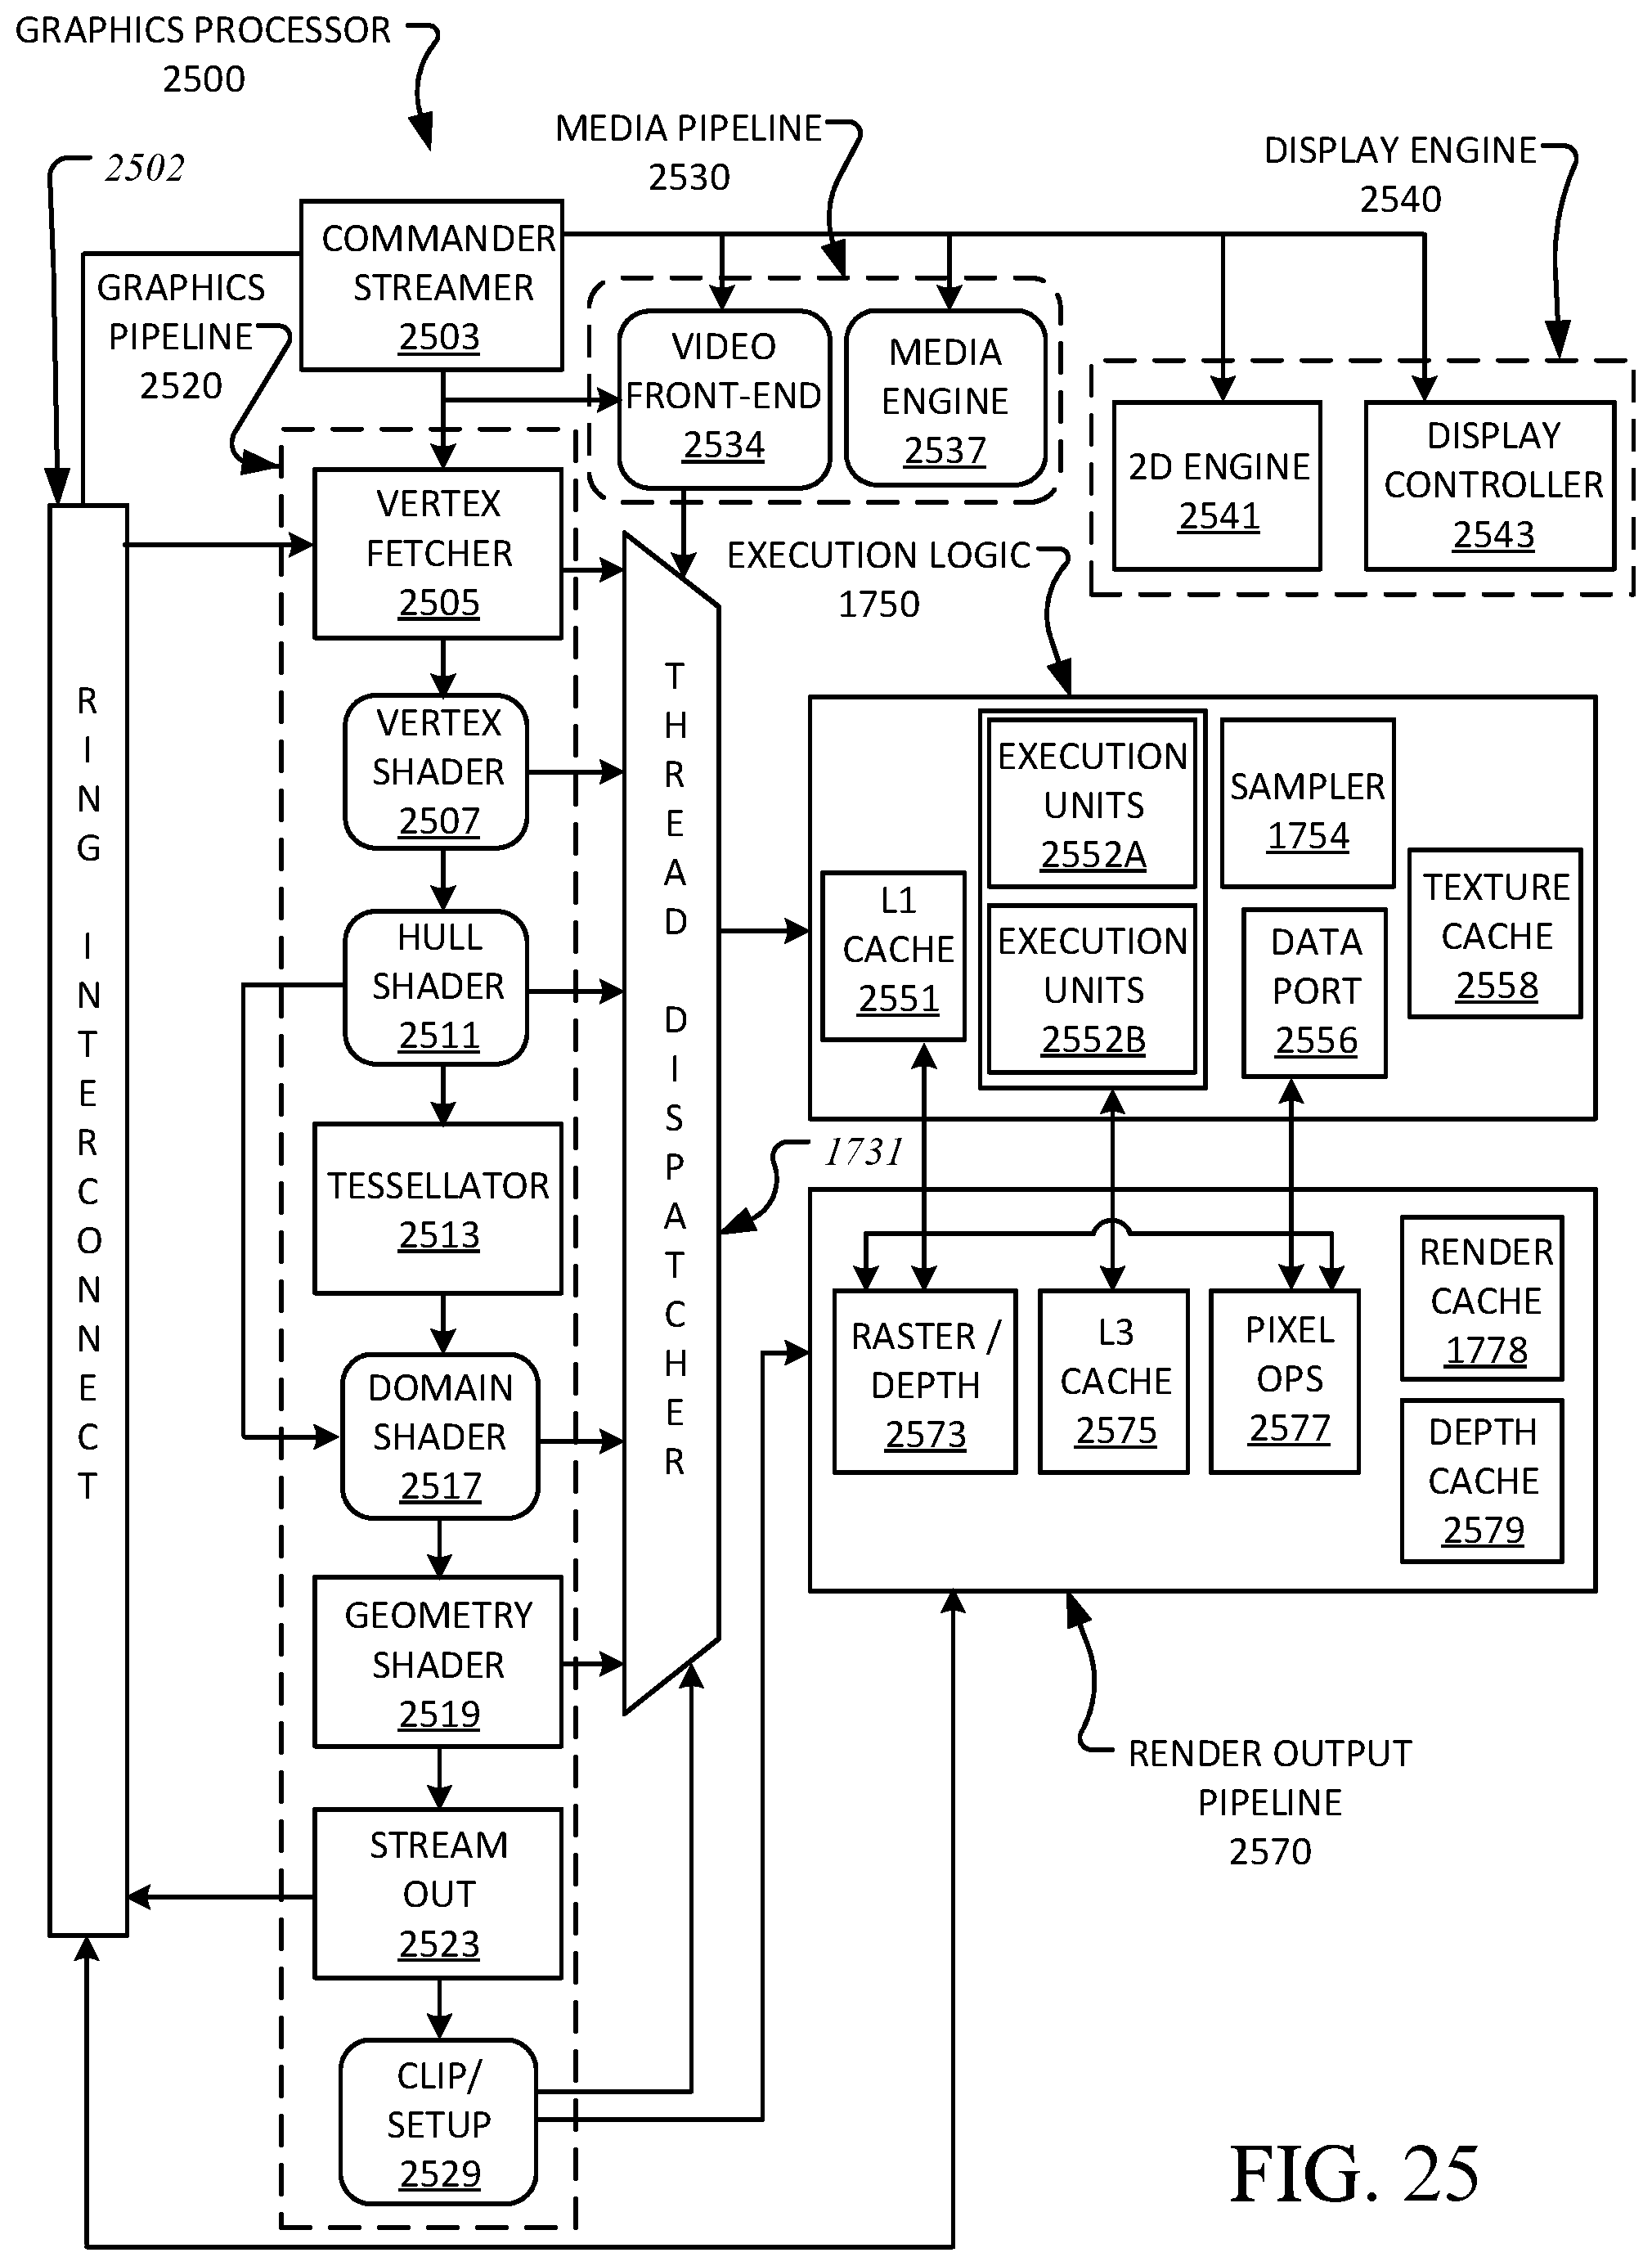 GRAPHICS PROCESSOR
2500
MEDIA PIPELINE
2530
DISPLAY ENGINE
2540
2502
COMMANDER
STREAMER
2503
GRAPHICS
PIPELINE
2520
VIDEO
FRONT-END
2534
MEDIA
ENGINE
2537
2D ENGINE
2541
DISPLAY
CONTROLLER
2543
VERTEX
FETCHER
2505
EXECUTION LOGIC
1750
RING INTERCONNECT
THREAD DISPATCHER
VERTEX
SHADER
2507
EXECUTION
UNITS
2552A
SAMPLER
1754
L1
CACHE
2551
TEXTURE
CACHE
2558
HULL
SHADER
2511
EXECUTION
UNITS
2552B
DATA
PORT
2556
1731
TESSELLATOR
2513
RENDER
CACHE
1778
RASTER /
DEPTH
2573
L3
CACHE
2575
PIXEL
OPS
2577
DOMAIN
SHADER
2517
DEPTH
CACHE
2579
GEOMETRY
SHADER
2519
RENDER OUTPUT
PIPELINE
2570
STREAM
OUT
2523
CLIP/
SETUP
2529
FIG. 25